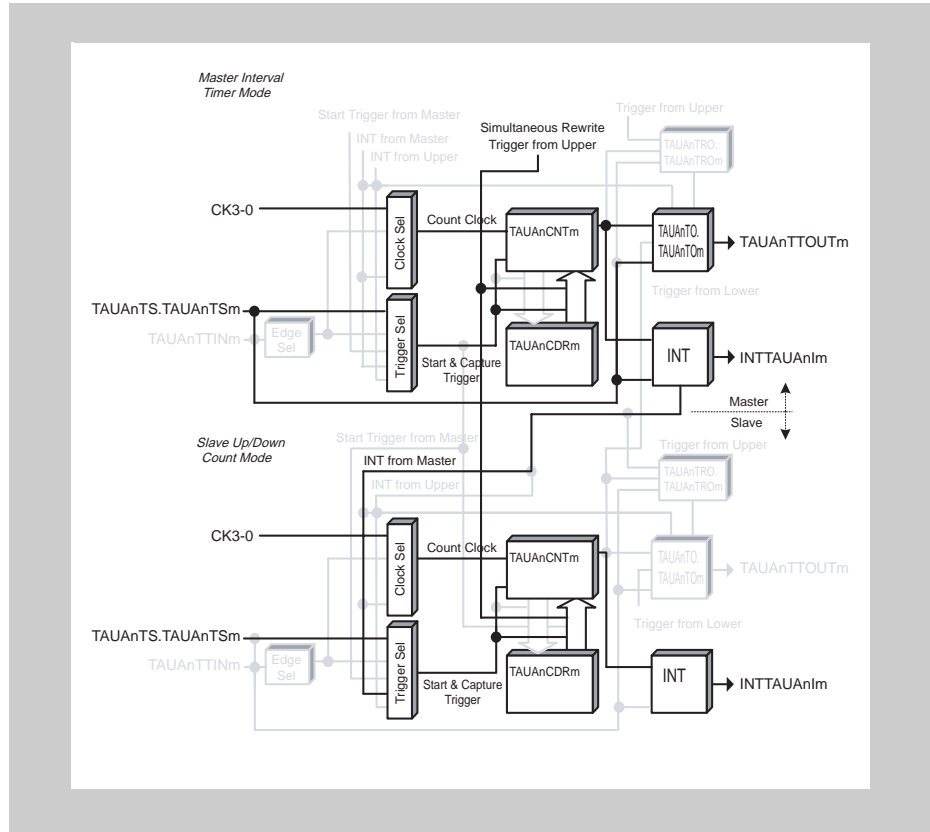 Master Interval
Timer Mode
Trigger from Upper
Start Trigger from Master
Simultaneous Rewrite
Trigger from Upper
INT from Master
INT from Upper
TAUAnTRO.
TAUAnTROm
CK3-0
Clock Sel
Count Clock
TAUAnCNTm
TAUAnTO.
TAUAnTOm
TAUAnTTOUTm
Trigger from Lower
TAUAnTS.TAUAnTSm
TAUAnTTINm
Edge
Sel
Trigger Sel
Start & Capture
Trigger
TAUAnCDRm
INT
INTTAUAnIm
Master
Slave
Slave Up/Down
Count Mode
Start Trigger from Master
INT from Master
INT from Upper
Trigger from Upper
TAUAnTRO.
TAUAnTROm
CK3-0
Clock Sel
Count Clock
TAUAnCNTm
TAUAnTO.
TAUAnTOm
TAUAnTTOUTm
Trigger from Lower
TAUAnTS.TAUAnTSm
TAUAnTTINm
Edge
Sel
Trigger Sel
Start & Capture
Trigger
TAUAnCDRm
INT
INTTAUAnIm